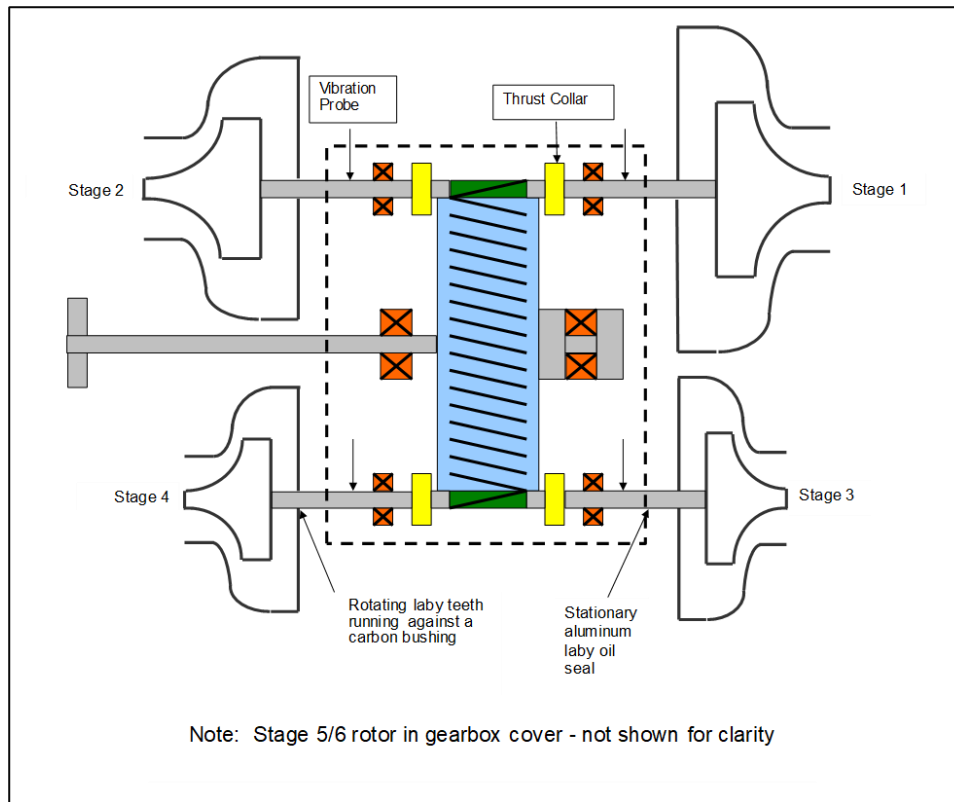 Vibration
Probe
Thrust Collar
Stage 2
Stage 1
Stage 4
Stage 3
Rotating laby teeth
running against a
carbon bushing
Stationary
aluminum
laby oil
seal
Note: Stage 5/6 rotor in gearbox cover - not shown for clarity